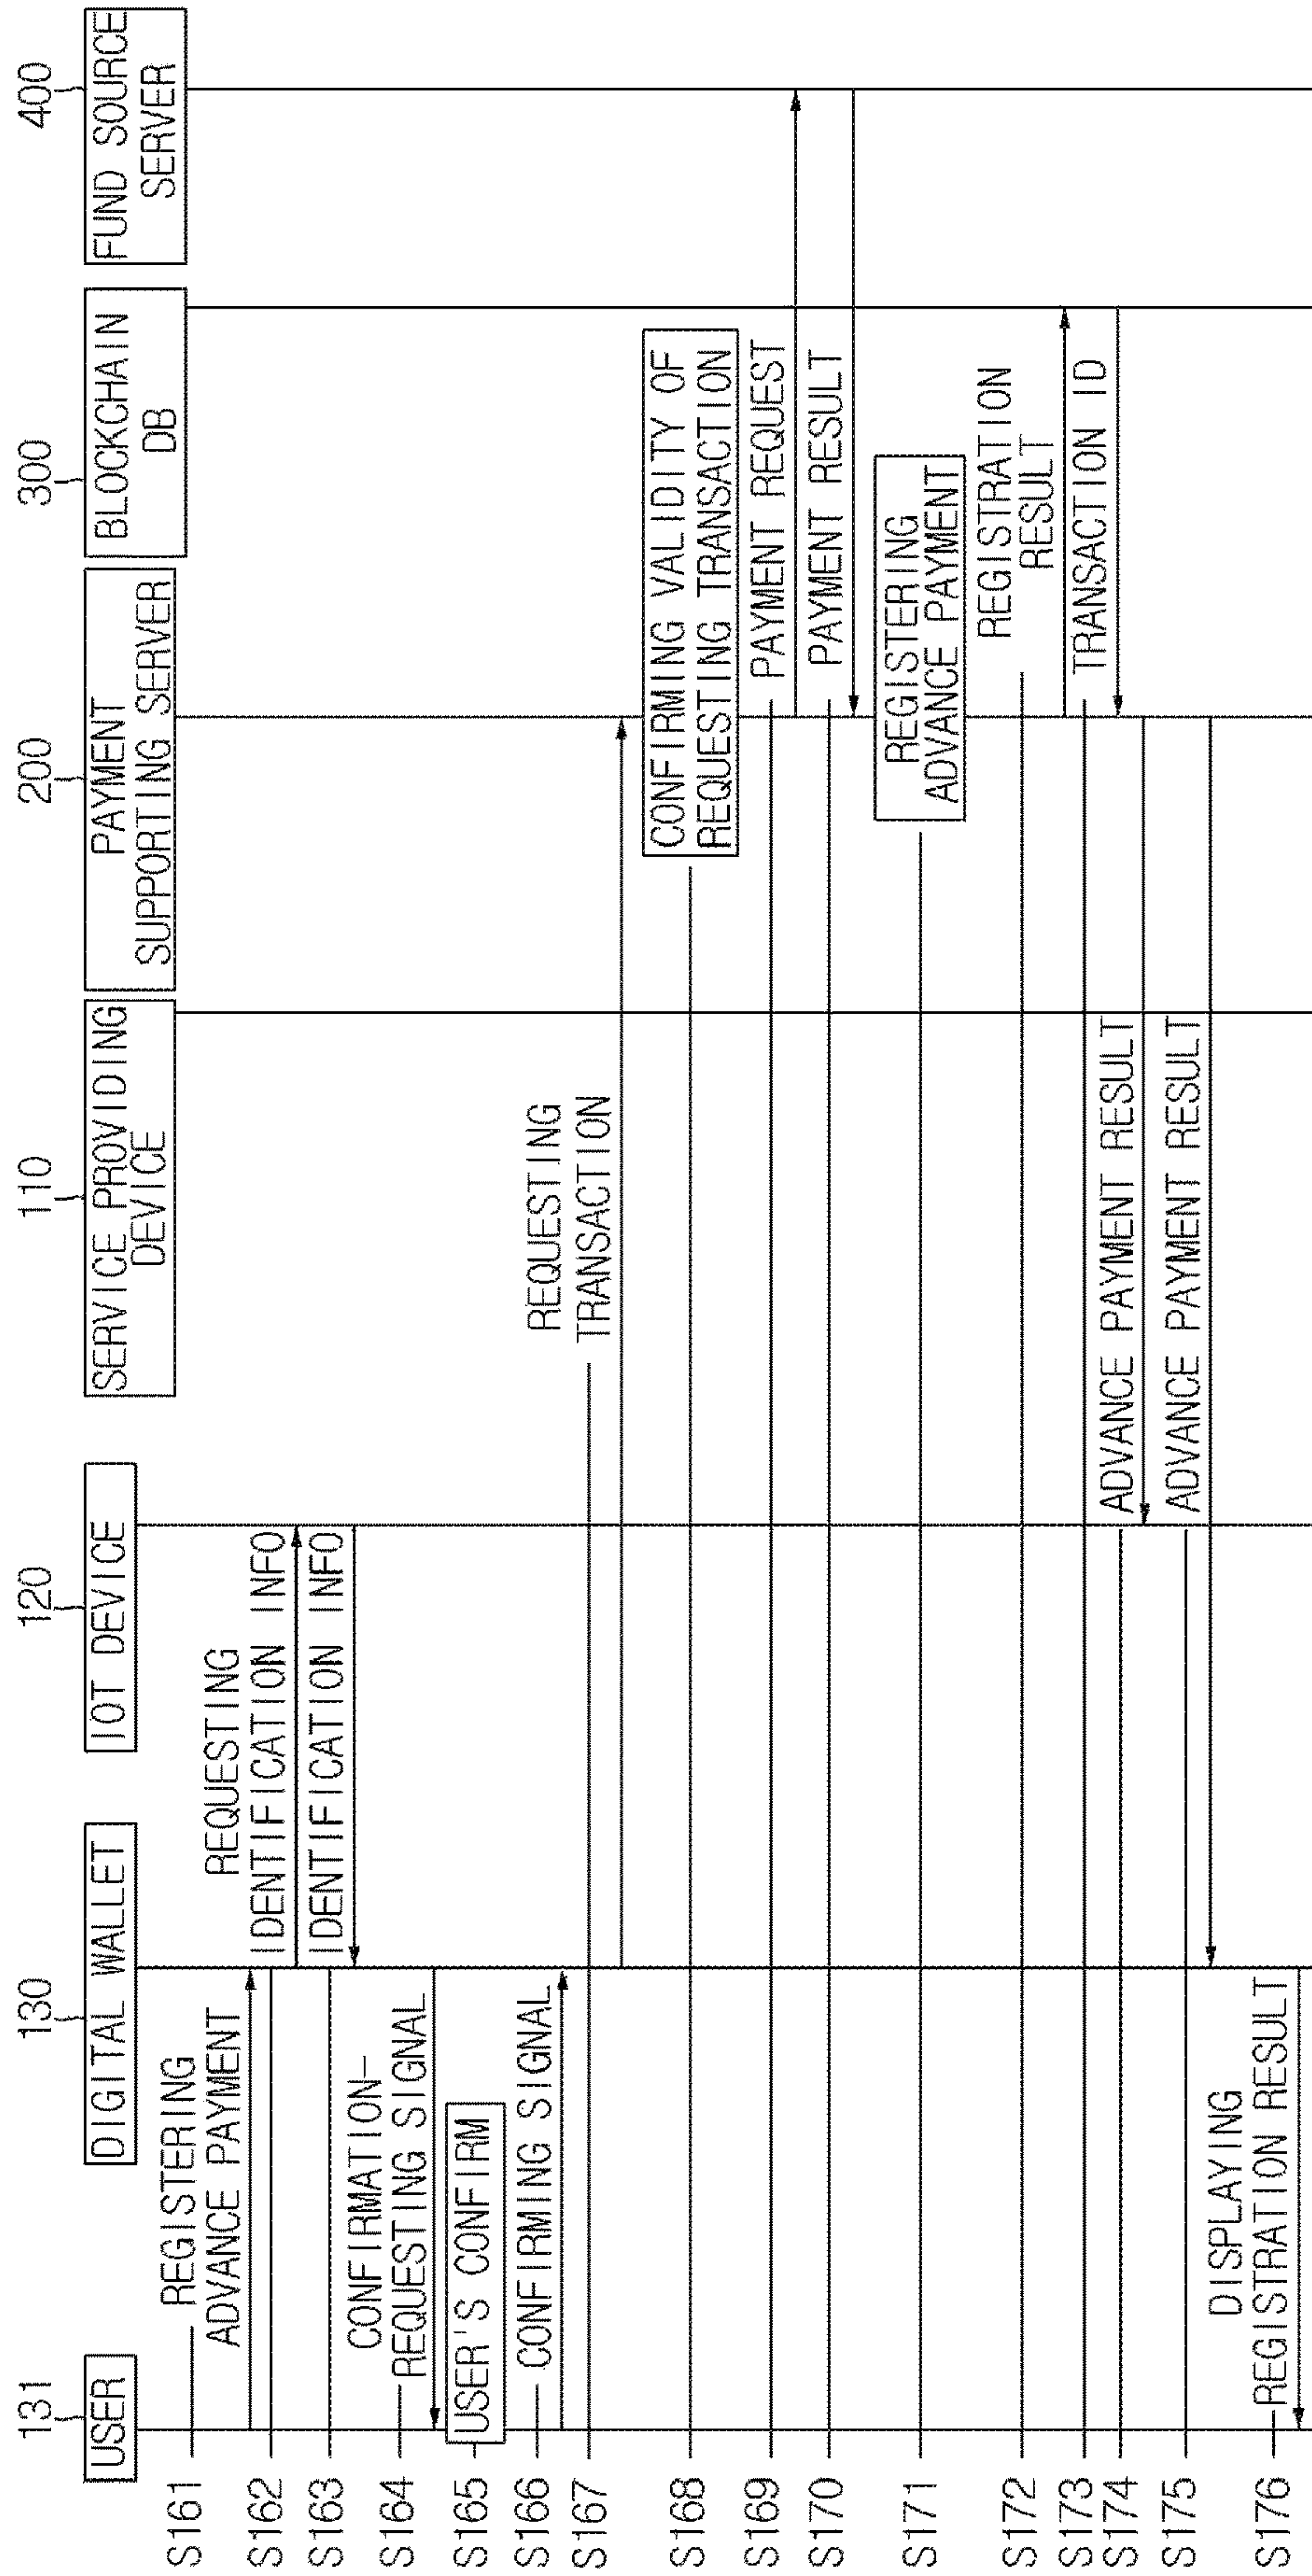 131
USER
130
DIGITAL WALLET
120
IOT DEVICE
110
SERVICE PROVIDING
DEVICE
200
PAYMENT
SUPPORTING SERVER
300
BLOCKCHAIN
DB
400
FUND SOURCE
SERVER
S161
REGISTERING
ADVANCE PAYMENT
S162
REQUESTING
IDENTIFICATION INFO
S163
IDENTIFICATION INFO
S164
CONFIRMATION-
REQUESTING SIGNAL
S165
USER'S CONFIRM
S166
CONFIRMING SIGNAL
S167
REQUESTING
TRANSACTION
S168
CONFIRMING VALIDITY OF
REQUESTING TRANSACTION
S169
PAYMENT REQUEST
S170
PAYMENT RESULT
S171
REGISTERING
ADVANCE PAYMENT
S172
REGISTRATION
RESULT
S173
TRANSACTION ID
S174
ADVANCE PAYMENT RESULT
S175
ADVANCE PAYMENT RESULT
S176
DISPLAYING
REGISTRATION RESULT